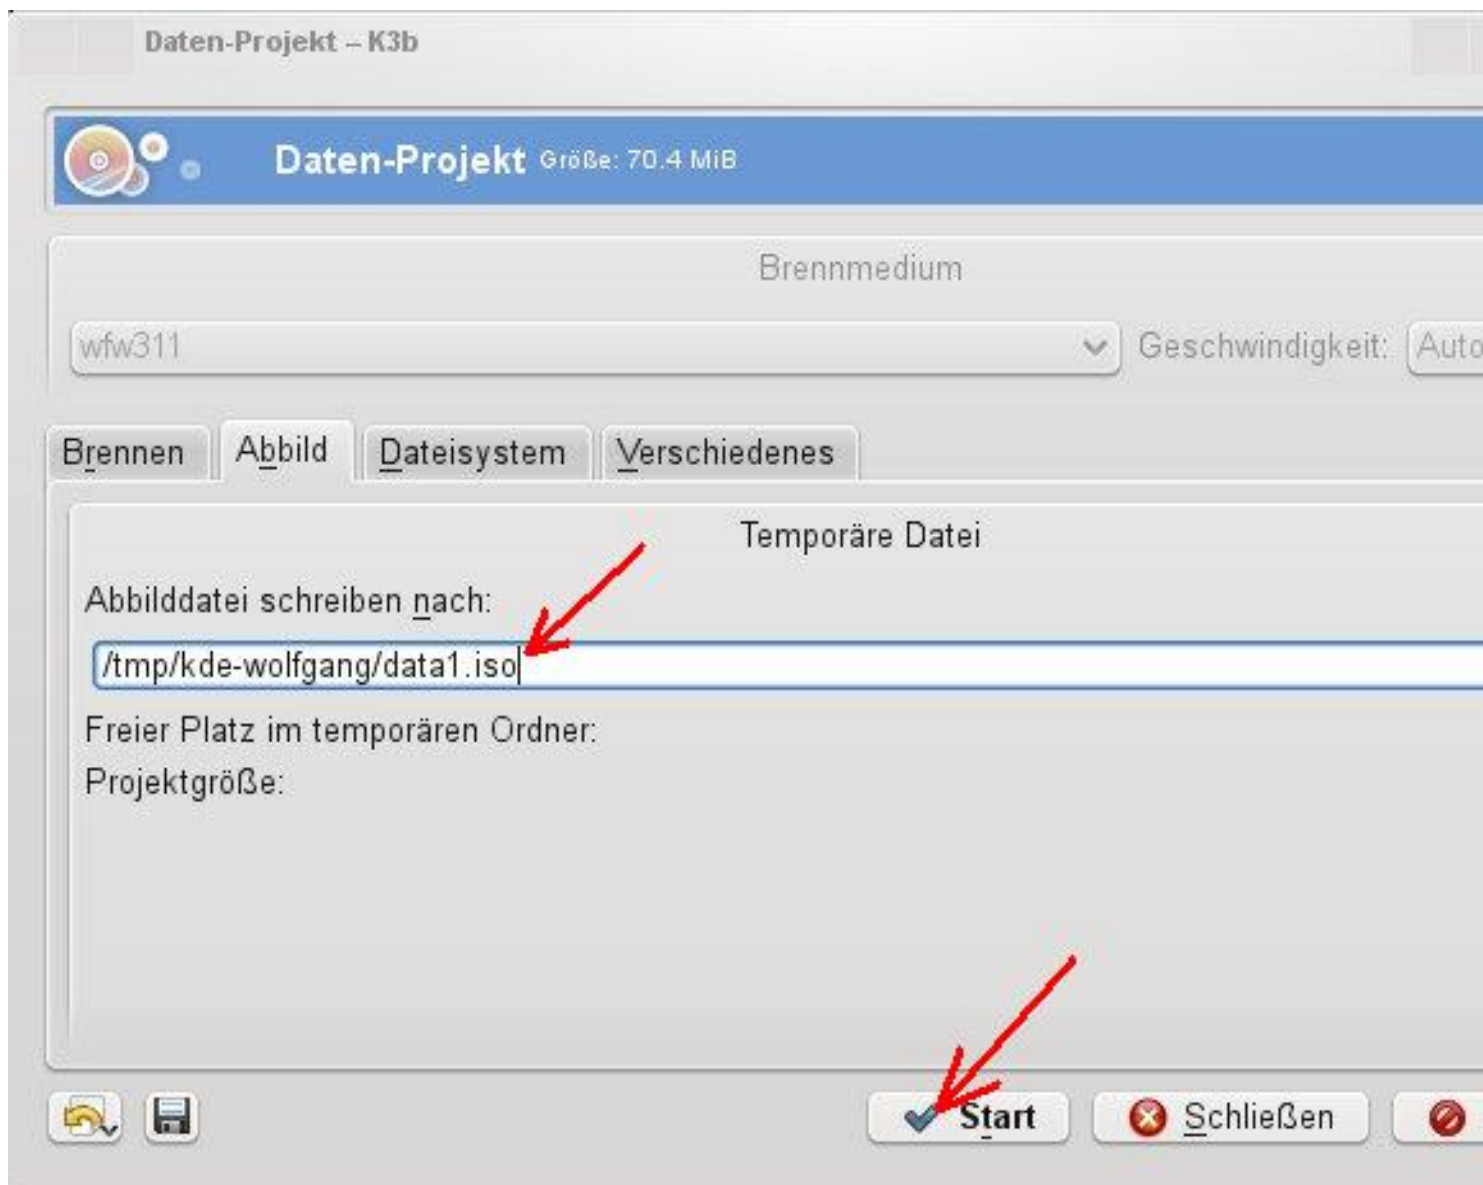 Daten-Projekt – K3b
Daten-Projekt Größe: 70.4 MiB
Brennmedium
wfw311 Geschwindigkeit: Auto
Brennen Abbild Dateisystem Verschiedenes
Temporäre Datei
Abbilddatei schreiben nach:
/tmp/kde-wolfgang/data1.iso
Freier Platz im temporären Ordner:
Projektgröße:
Start Schließen